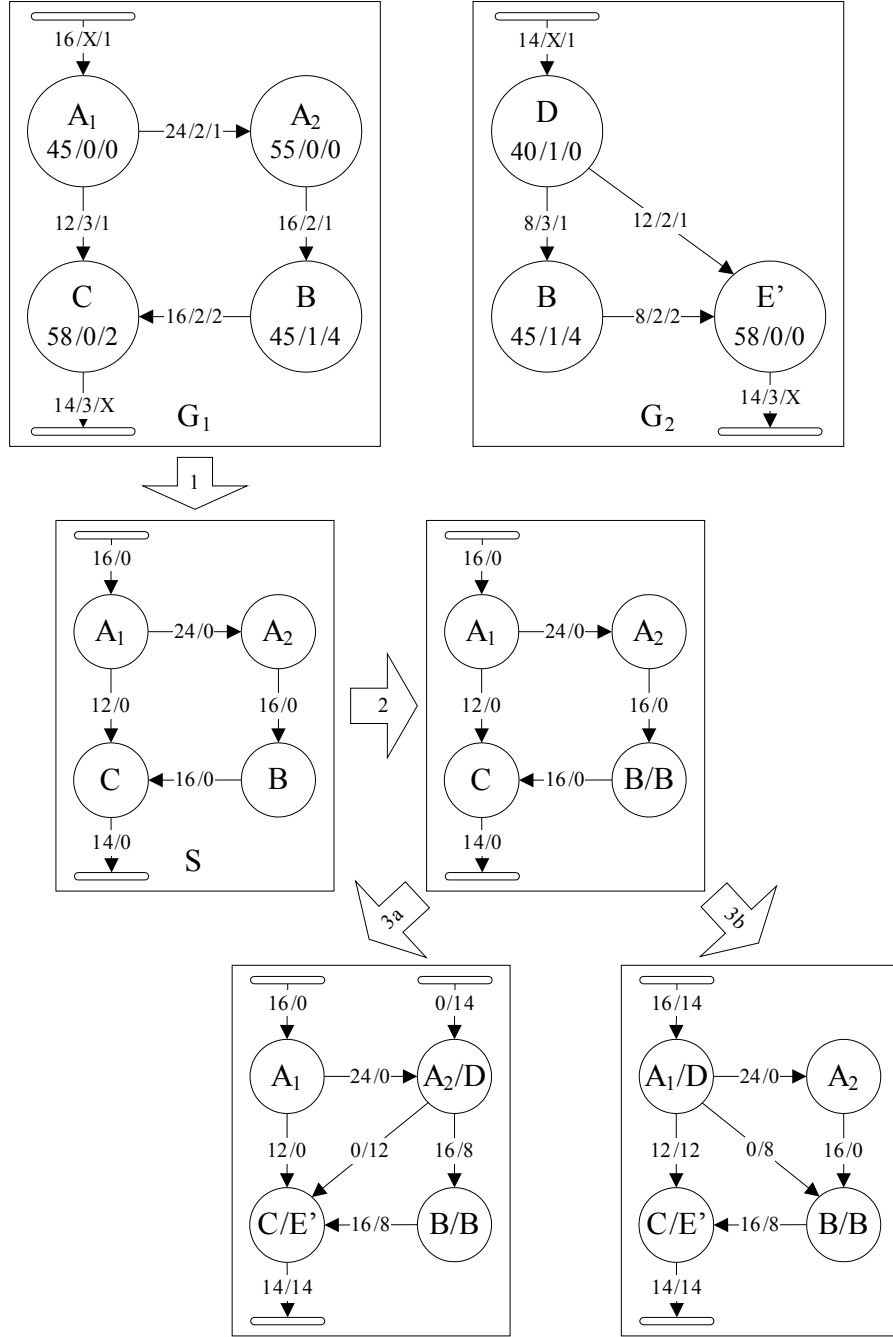 16/X/1
A₁
45/0/0
24/2/1
A₂
55/0/0
12/3/1
16/2/1
C
58/0/2
16/2/2
B
45/1/4
14/3/X
G₁
14/X/1
D
40/1/0
8/3/1
12/2/1
B
45/1/4
8/2/2
E’
58/0/0
14/3/X
G₂
1
16/0
A₁
24/0
A₂
12/0
16/0
C
16/0
B
14/0
S
2
16/0
A₁
24/0
A₂
12/0
16/0
C
16/0
B/B
14/0
3a
3b
16/0
0/14
A₁
24/0
A₂/D
12/0
0/12
16/8
C/E’
16/8
B/B
14/14
16/14
A₁/D
24/0
A₂
12/12
0/8
16/0
C/E’
16/8
B/B
14/14